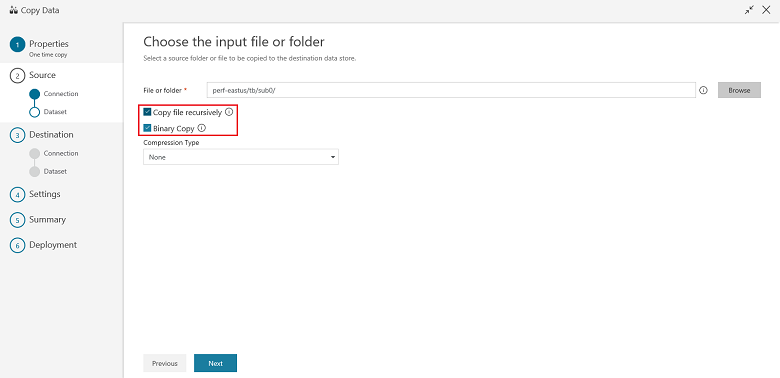 Copy Data
1 Properties
One time copy
2 Source
Connection
Dataset
3 Destination
Connection
Dataset
4 Settings
5 Summary
6 Deployment
Choose the input file or folder
Select a source folder or file to be copied to the destination data store.
File or folder * perf-eastus/tb/sub0/ Browse
Copy file recursively
Binary Copy
Compression Type
None
Previous Next